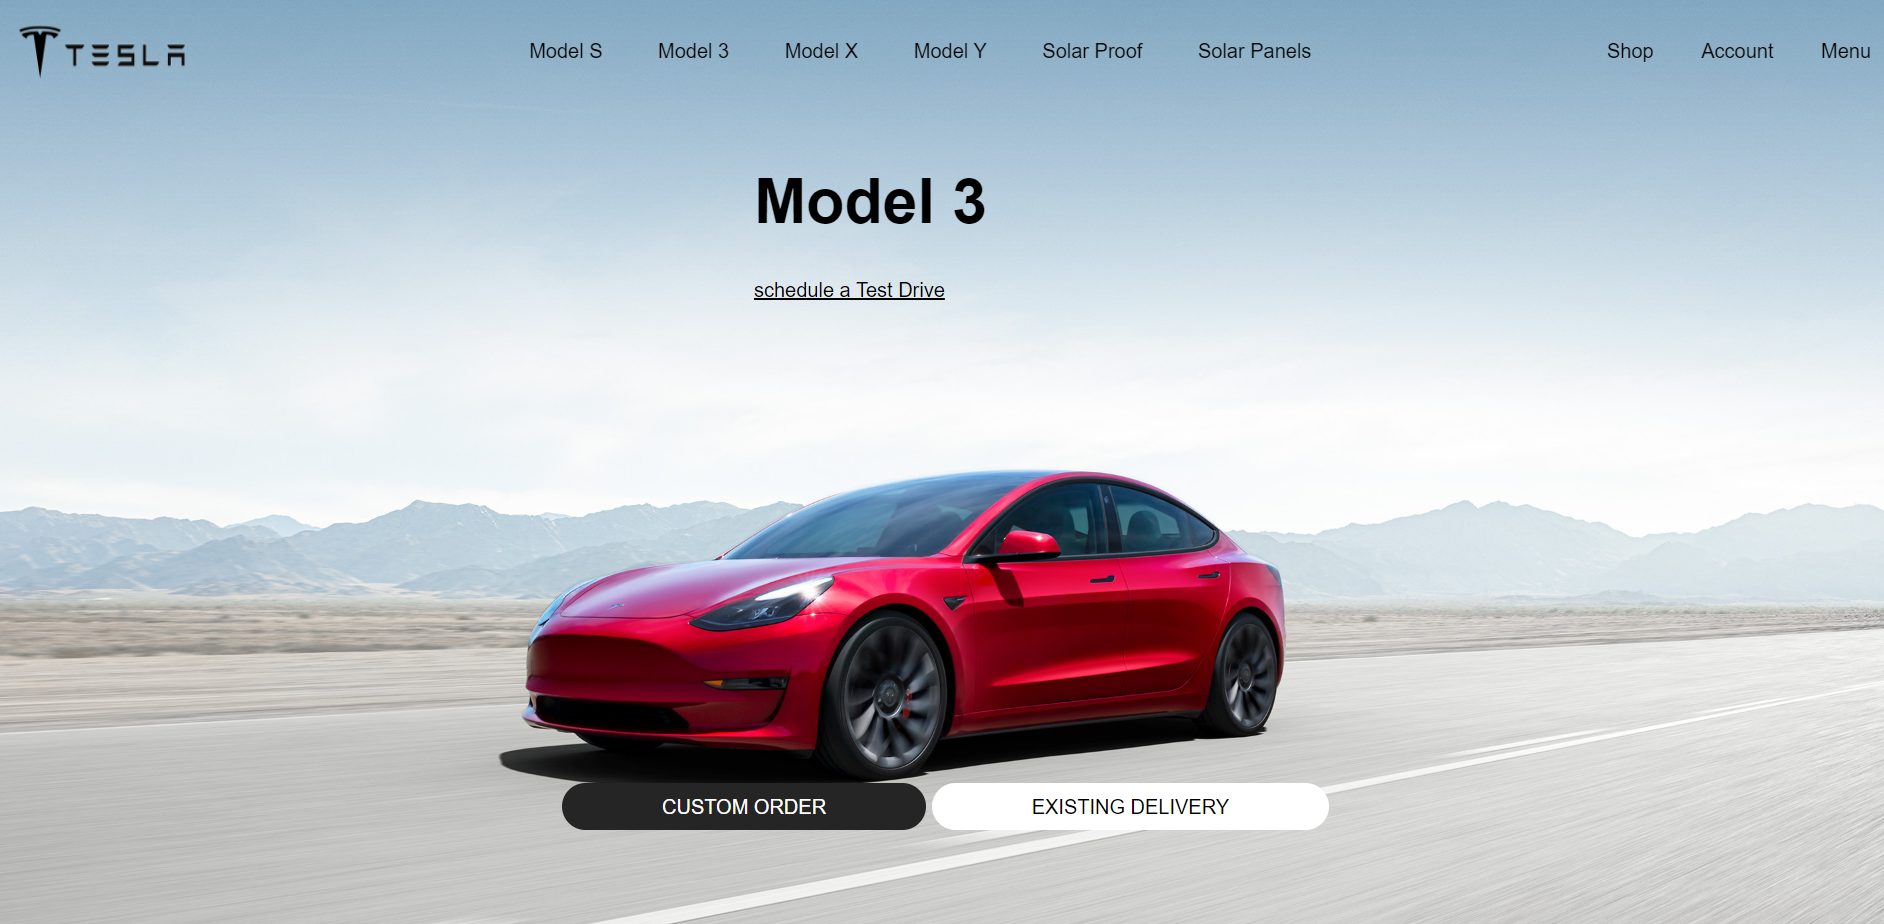 TESLA Model S Model 3 Model X Model Y Solar Proof Solar Panels Shop Account Menu
Model 3
schedule a Test Drive
CUSTOM ORDER EXISTING DELIVERY